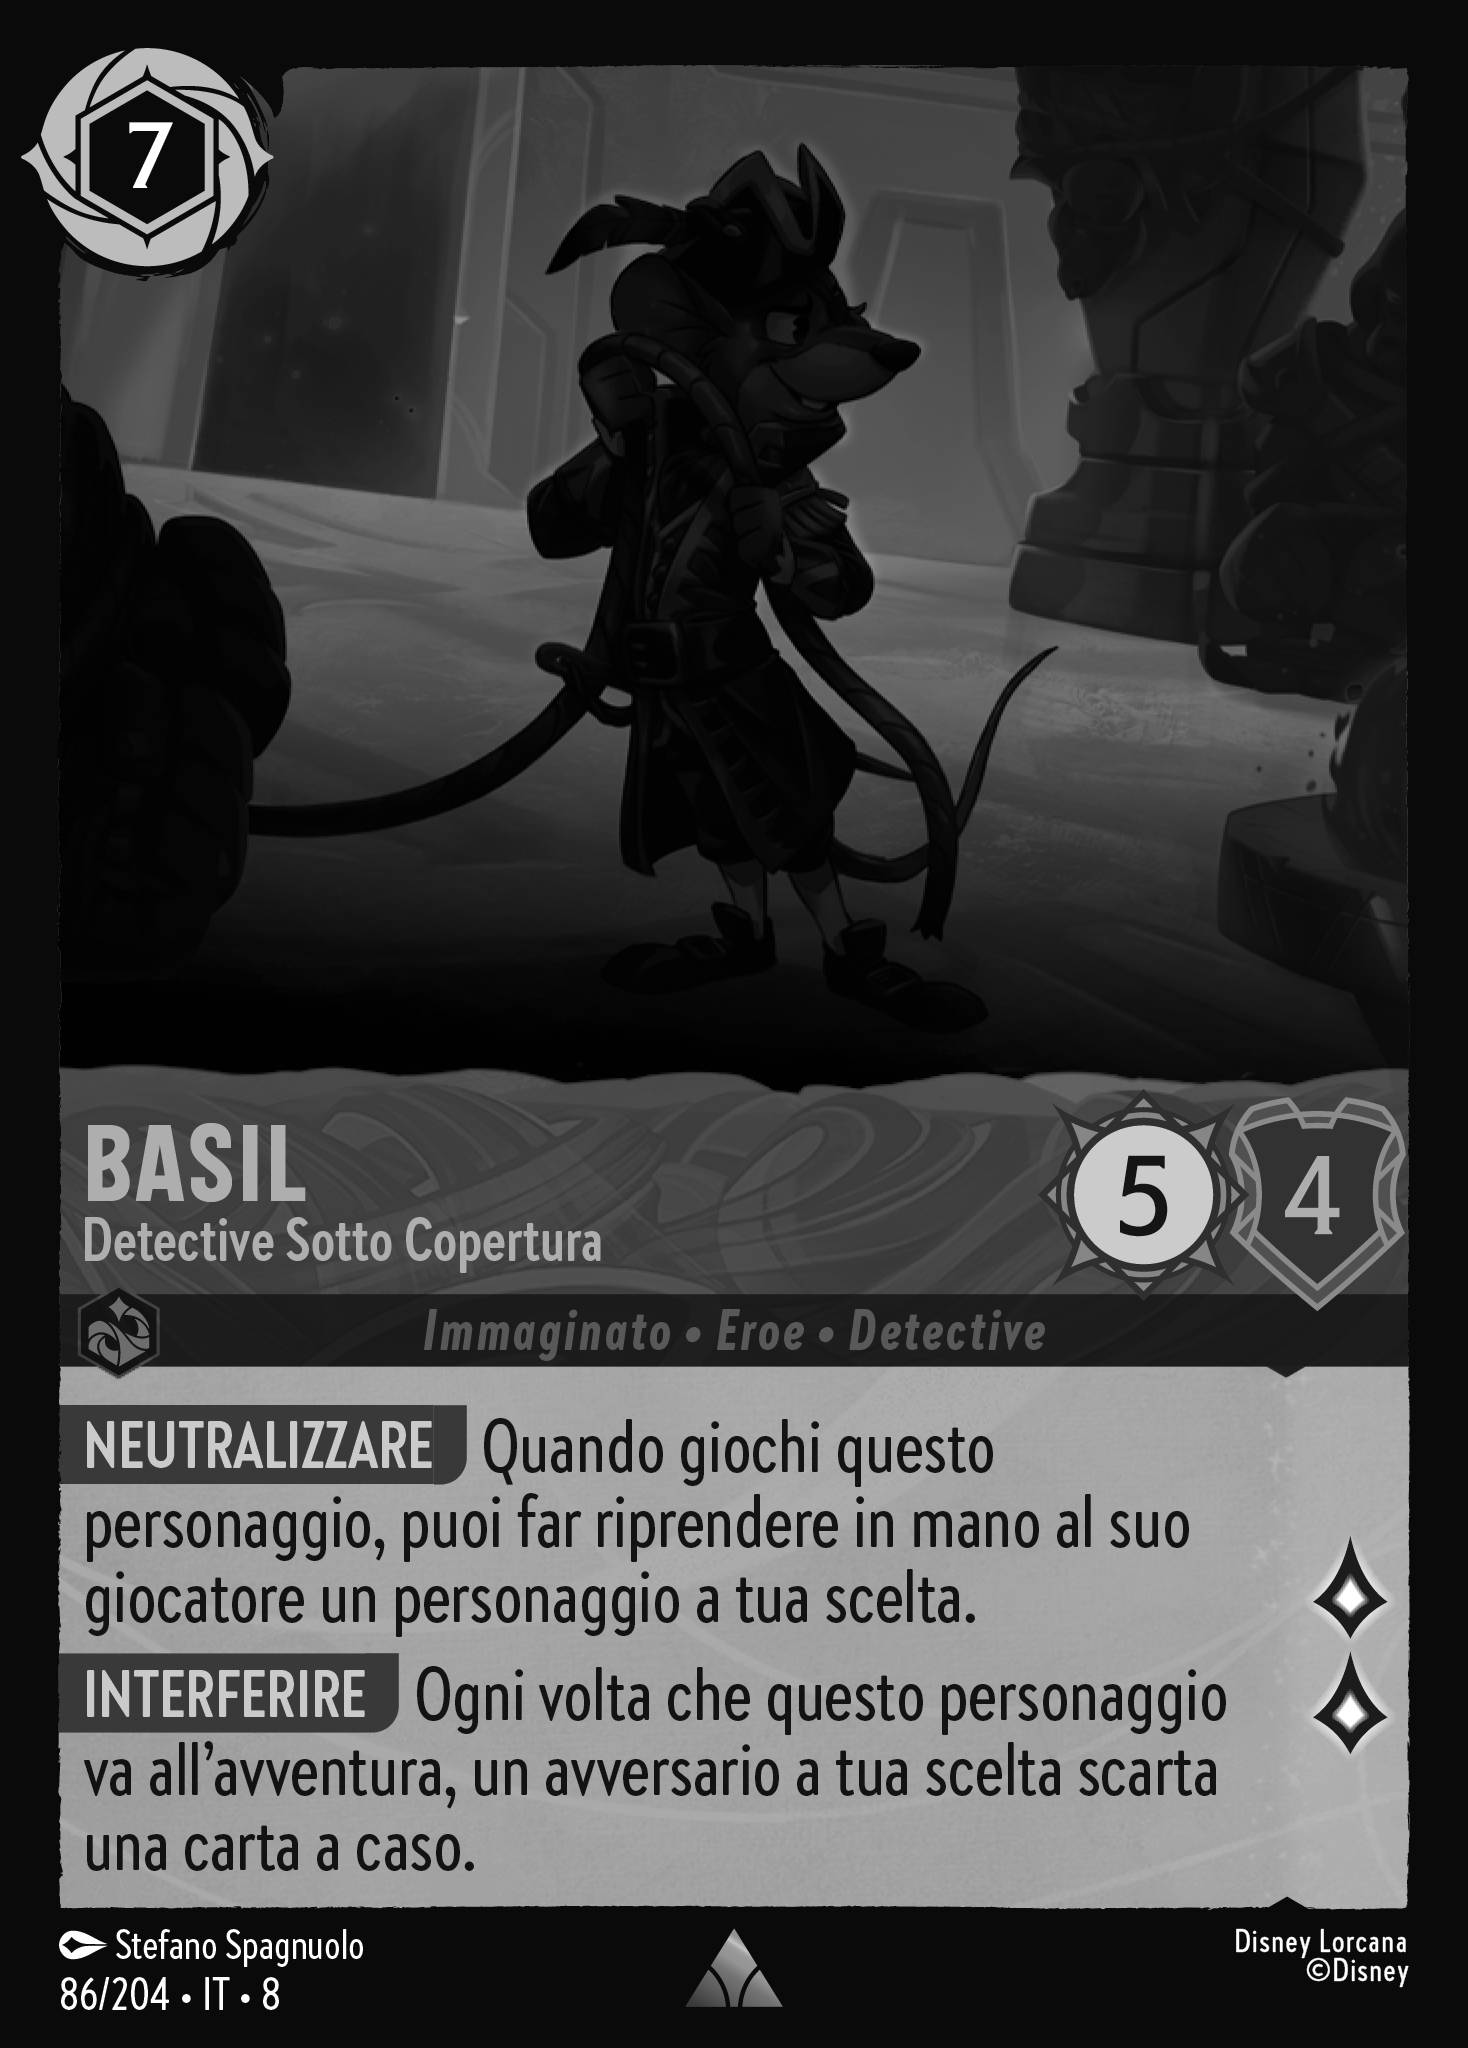 7
BASIL
Detective Sotto Copertura
5
4
Immaginato • Eroe • Detective
NEUTRALIZZARE Quando giochi questo
personaggio, puoi far riprendere in mano al suo
giocatore un personaggio a tua scelta.
INTERFERIRE Ogni volta che questo personaggio
va all’avventura, un avversario a tua scelta scarta
una carta a caso.
Stefano Spagnuolo
86/204 • IT • 8
Disney Lorcana
©Disney